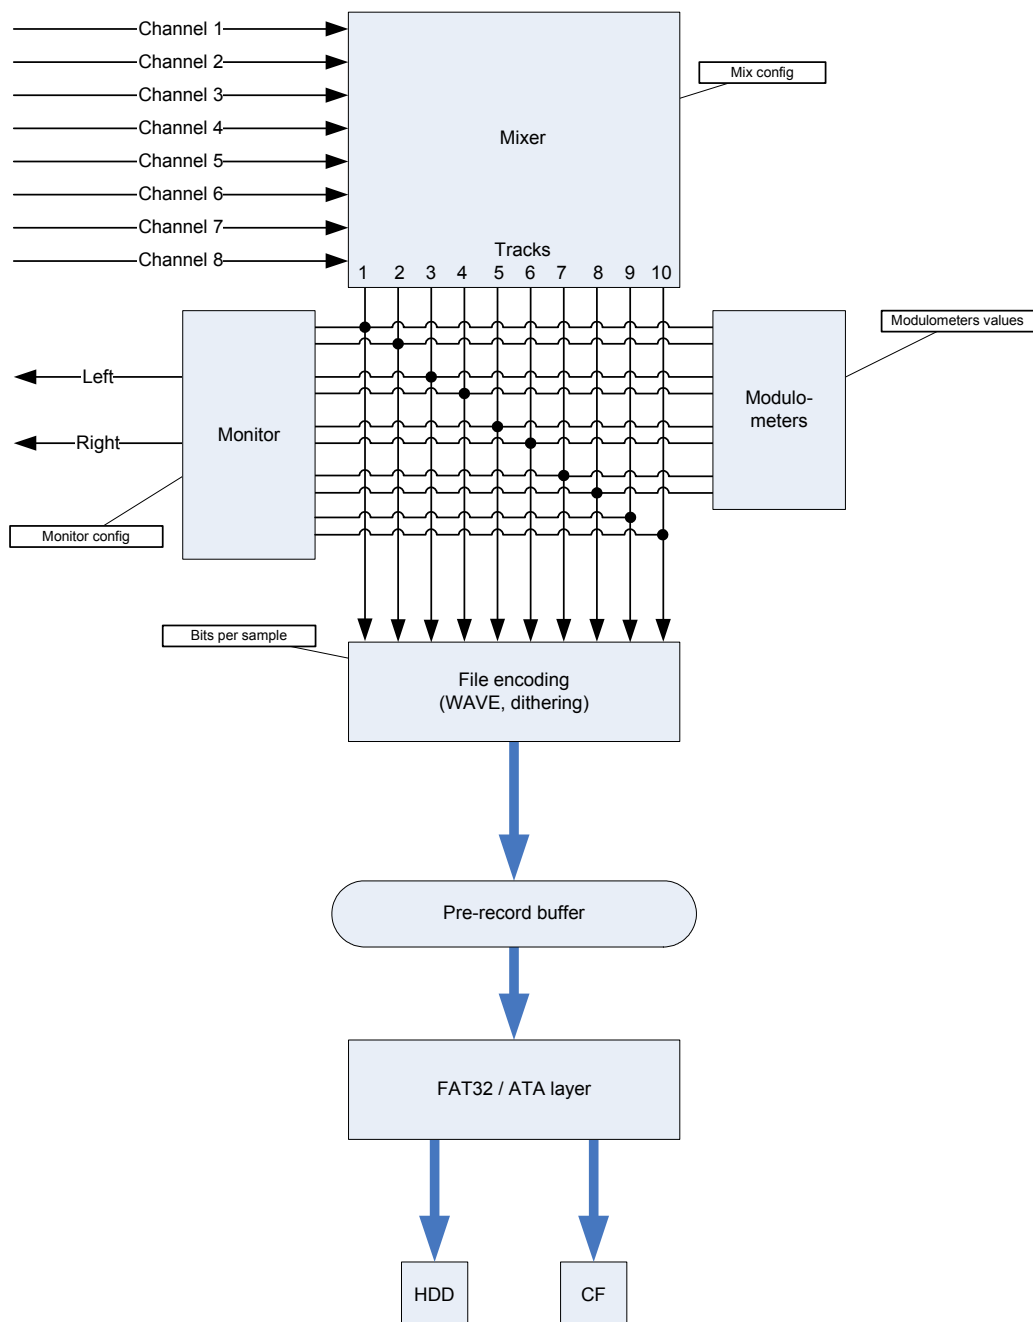 Channel 1
Channel 2
Channel 3
Channel 4
Channel 5
Channel 6
Channel 7
Channel 8
Mixer
Mix config
Tracks
1 2 3 4 5 6 7 8 9 10
Left
Right
Monitor
Monitor config
Modulo-
meters
Modulometers values
Bits per sample
File encoding
(WAVE, dithering)
Pre-record buffer
FAT32 / ATA layer
HDD
CF